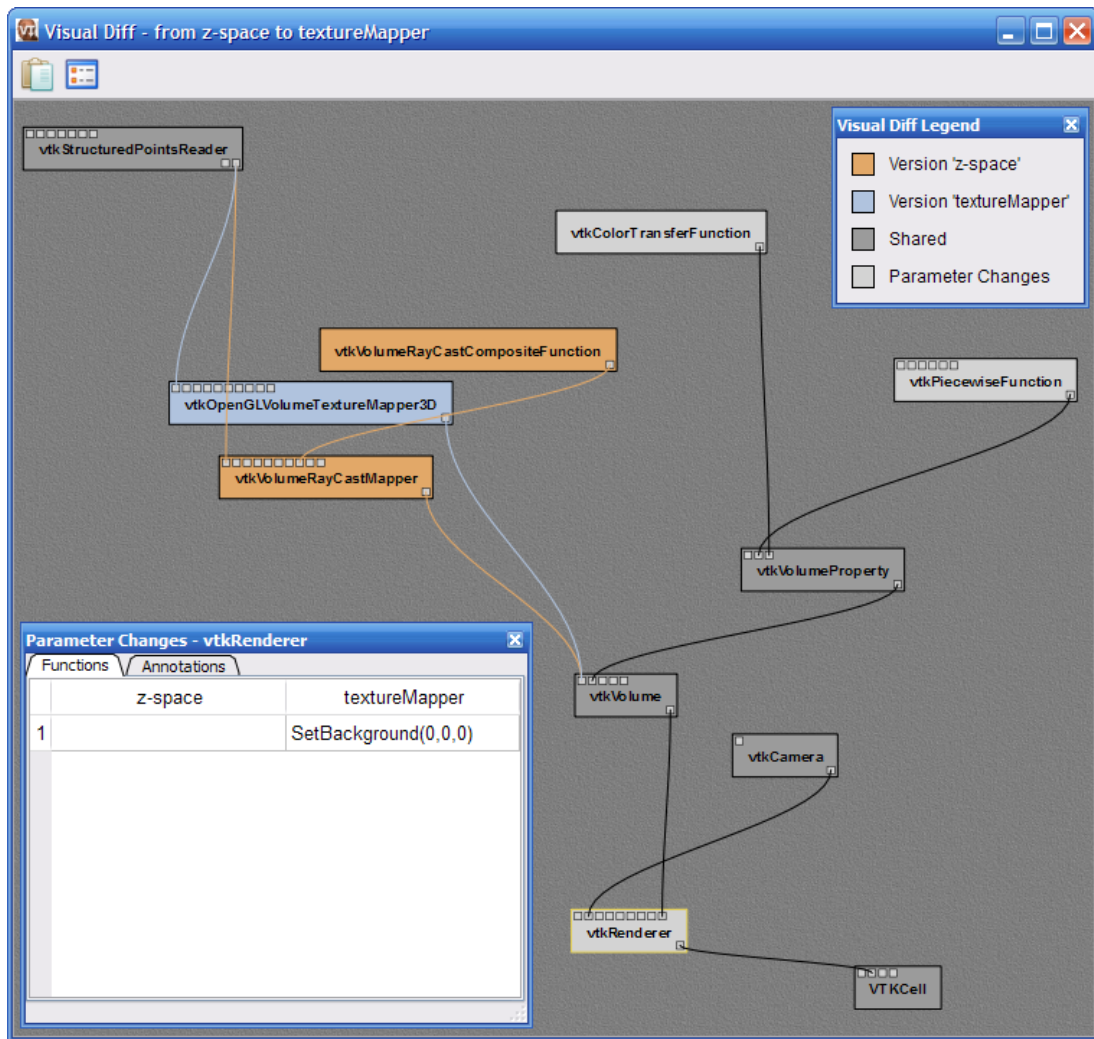 Visual Diff - from z-space to textureMapper
Visual Diff Legend
Version 'z-space'
Version 'textureMapper'
Shared
Parameter Changes
vtkStructuredPointsReader
vtkColorTransferFunction
vtkVolumeRayCastCompositeFunction
vtkPiecewiseFunction
vtkOpenGLVolumeTextureMapper3D
vtkVolumeRayCastMapper
vtkVolumeProperty
Parameter Changes - vtkRenderer
Functions Annotations
z-space textureMapper
1 SetBackground(0,0,0)
vtkVolume
vtkCamera
vtkRenderer
VTKCell